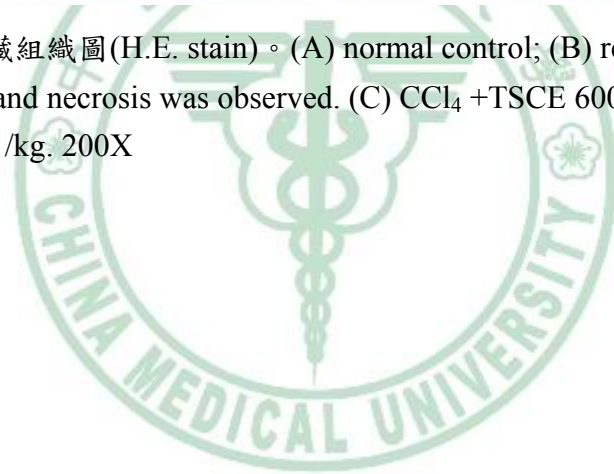 臟組織圖(H.E. stain)。(A) normal control; (B) r
and necrosis was observed. (C) CCl₄ +TSCE 600
/kg. 200X
CHINA MEDICAL UNIVERSITY